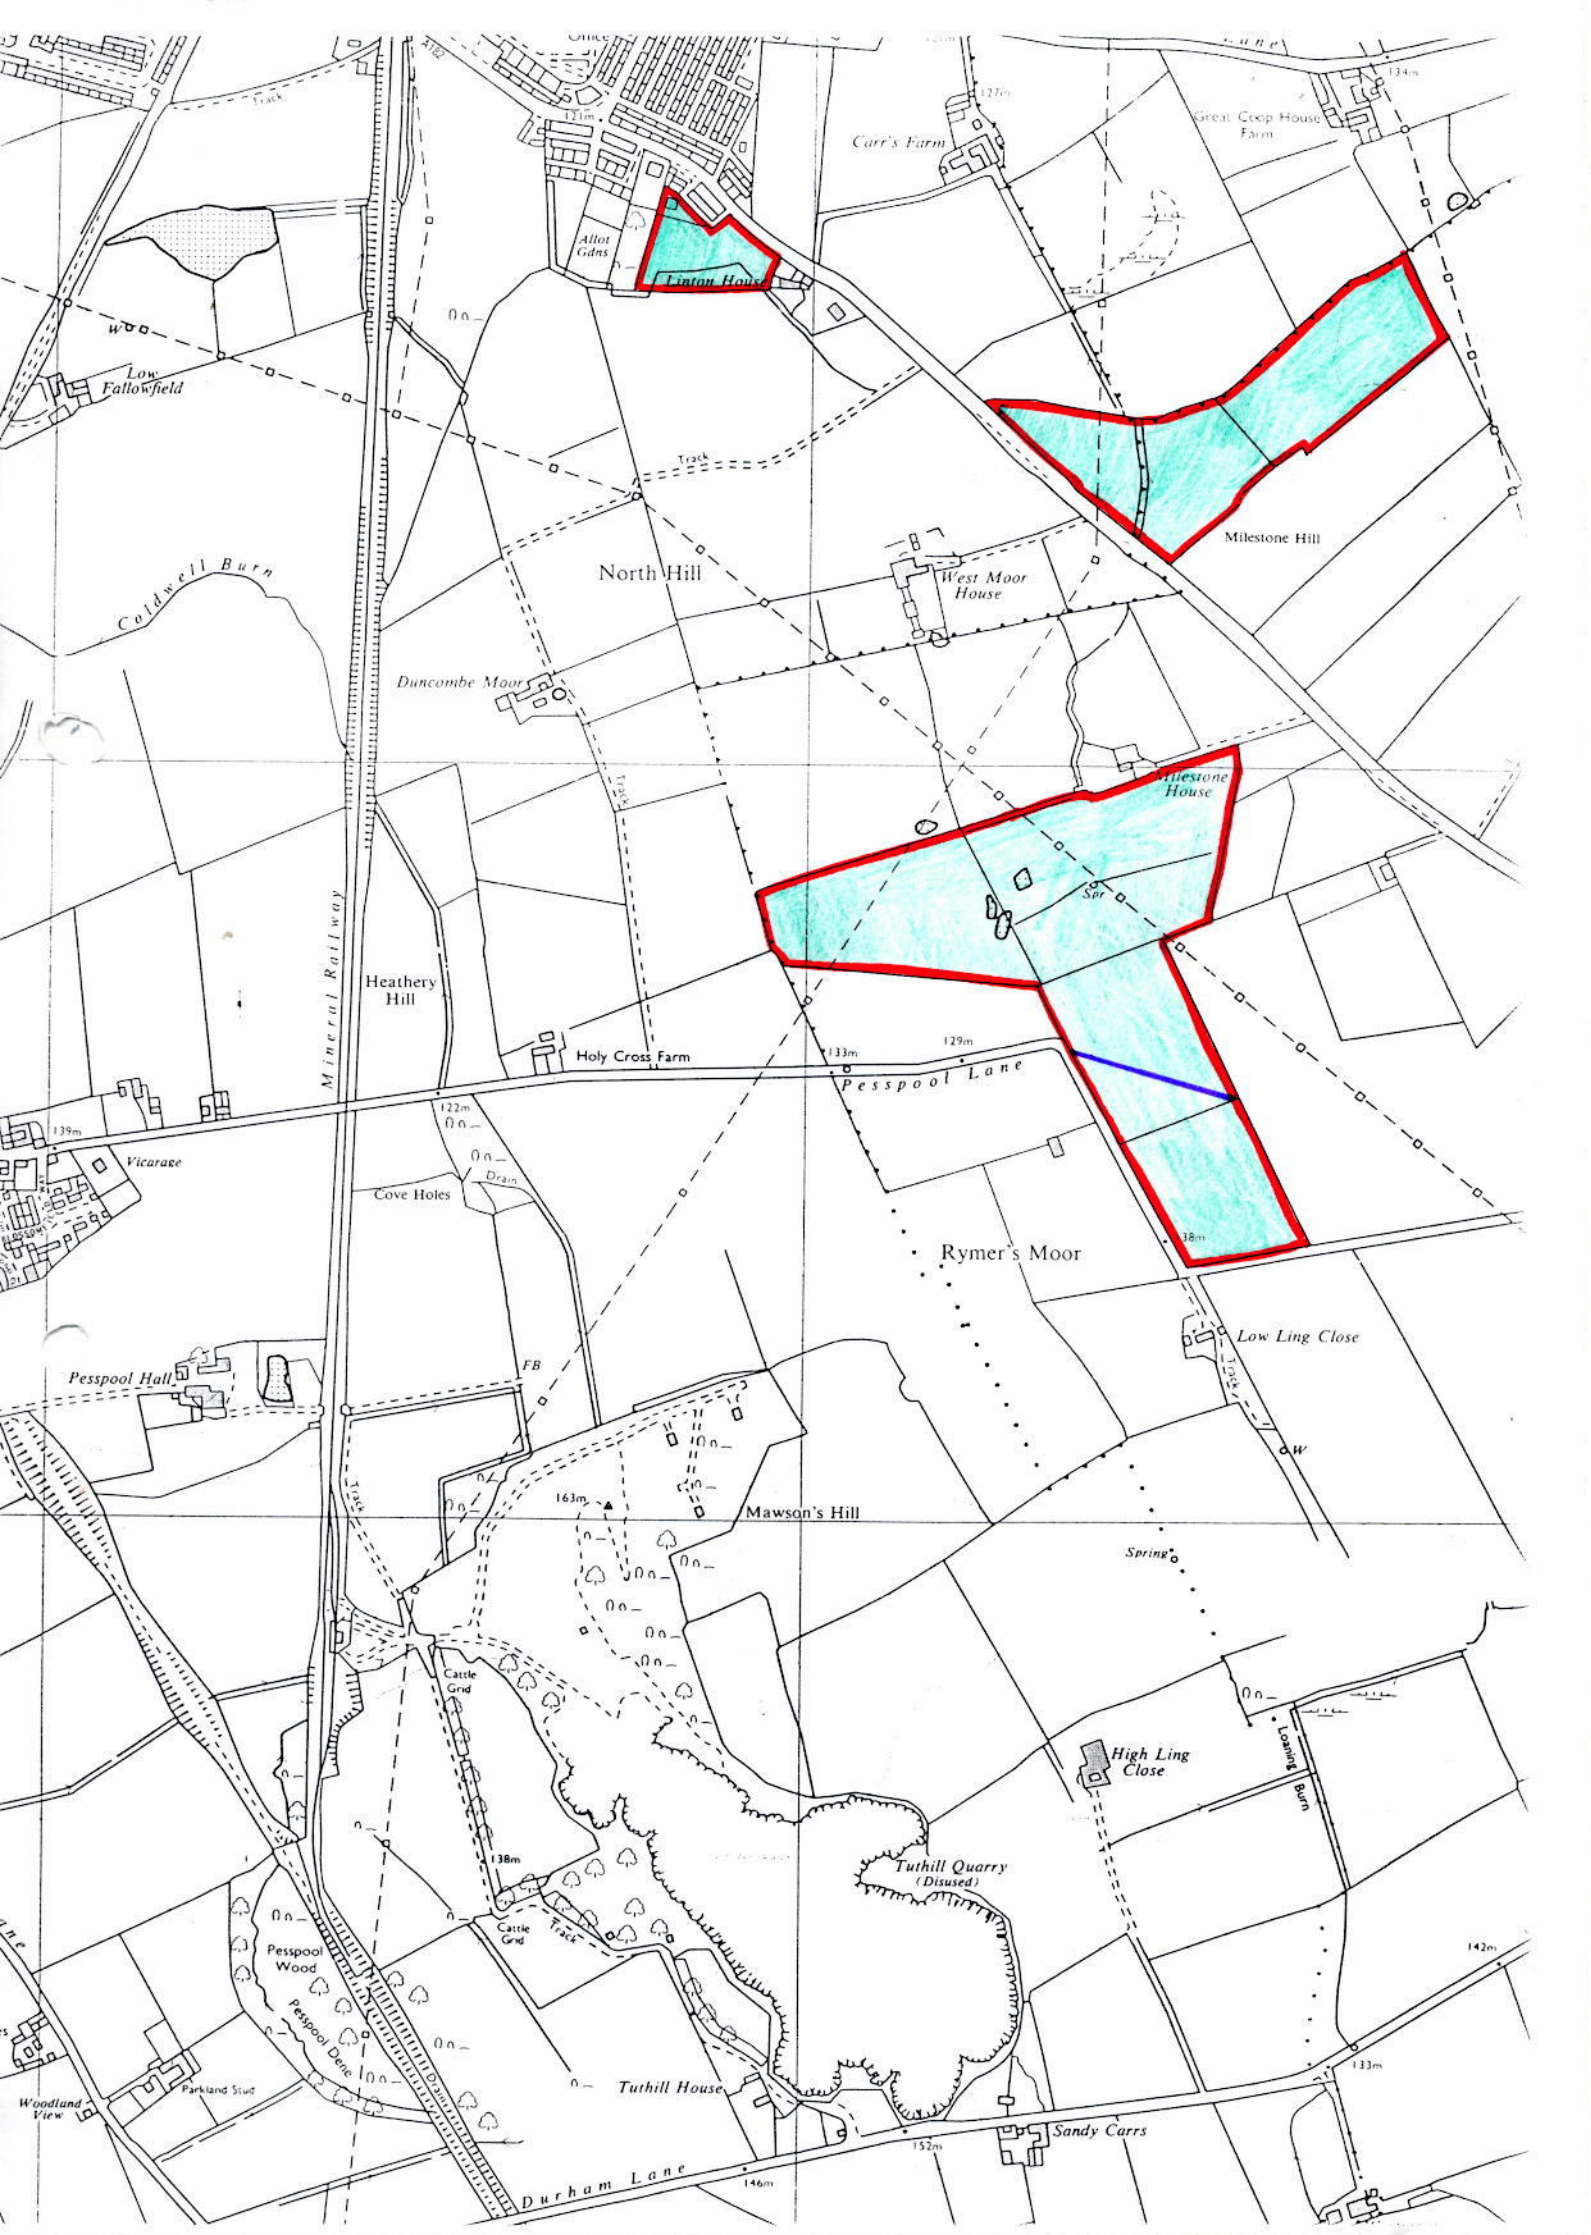 A182
Track
121m
127m
134m
Great Coop House
Farm
Carr's Farm
Allot
Gdns
Linton House
W
Low
Fallowfield
Track
Milestone Hill
Coldwell Burn
North Hill
West Moor
House
Duncombe Moor
Track
Milestone
House
Spr
Mineral Railway
Heathery
Hill
Holy Cross Farm
133m
129m
Pesspool Lane
122m
139m
Vicarage
Drain
Cove Holes
Rymer's Moor
38m
Low Ling Close
Track
Pesspool Hall
FB
W
Track
163m
Mawson's Hill
Spring
Cattle
Grid
High Ling
Close
Loaning Burn
138m
Tuthill Quarry
(Disused)
Cattle
Grid
Track
Pesspool
Wood
142m
Pesspool Dene
Drain
133m
Parkland Stud
Tuthill House
Woodland
View
Sandy Carrs
152m
Durham Lane
146m